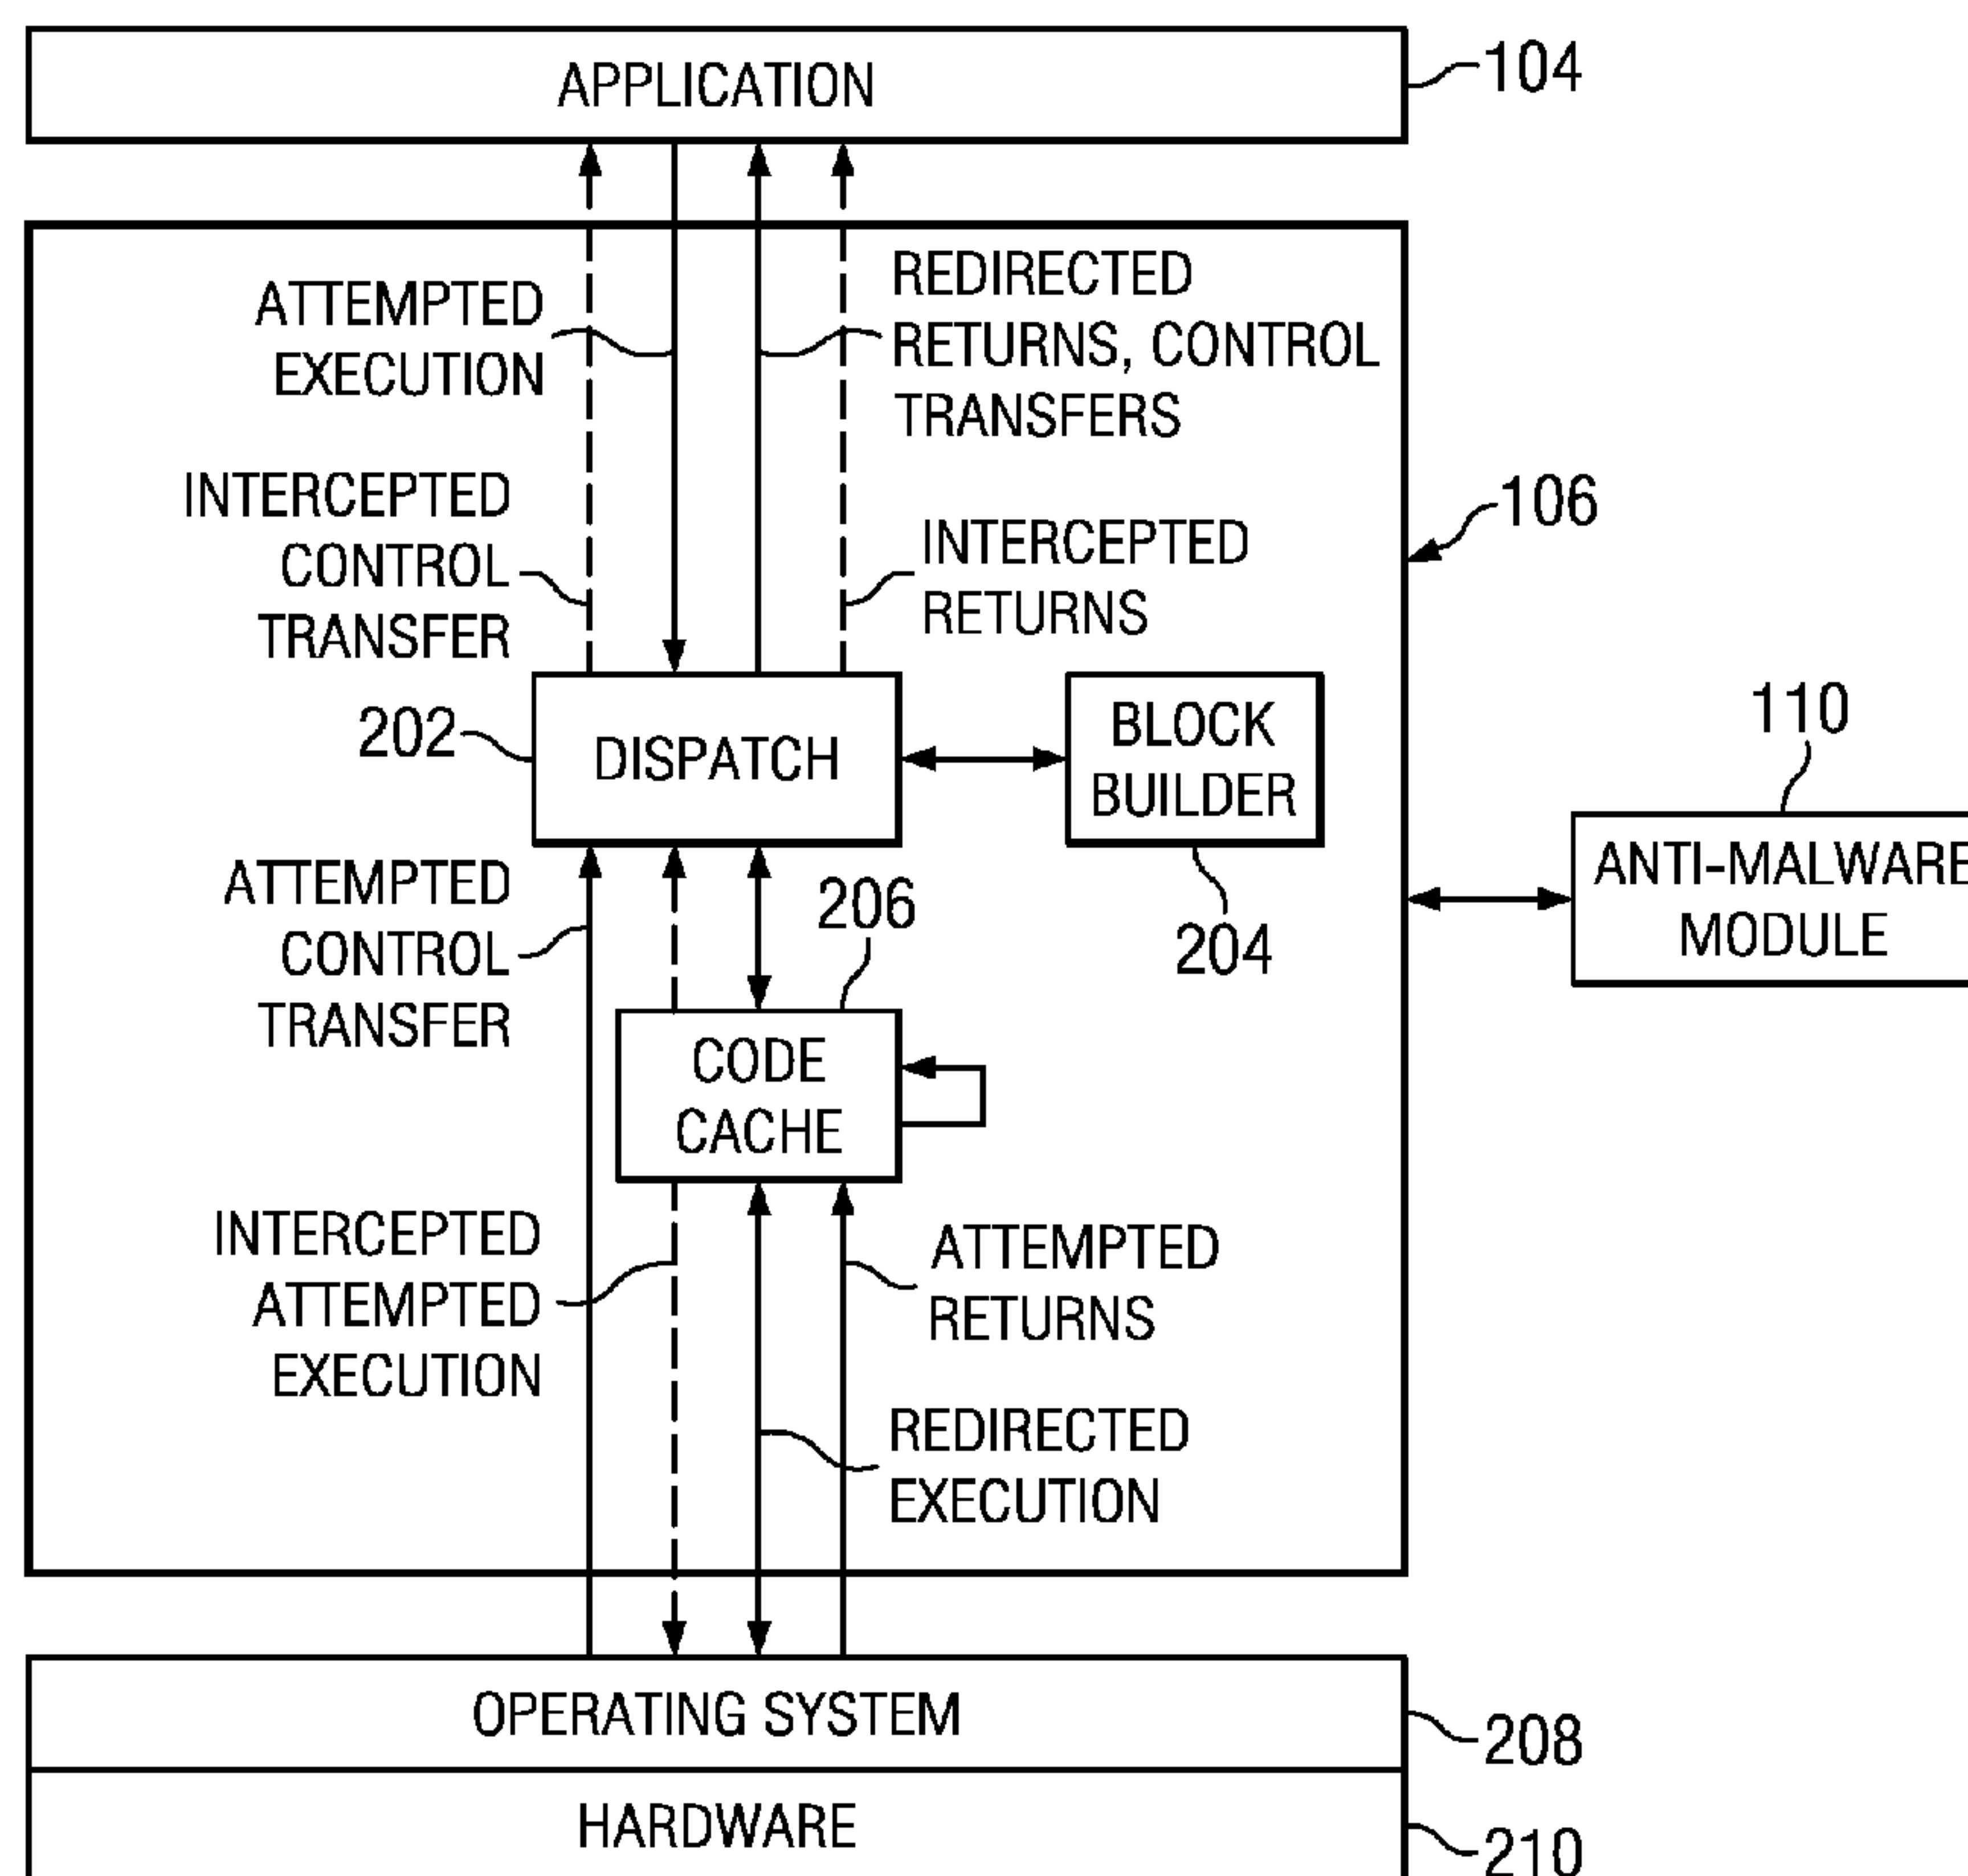 APPLICATION
104
ATTEMPTED
EXECUTION
REDIRECTED
RETURNS, CONTROL
TRANSFERS
INTERCEPTED
CONTROL
TRANSFER
INTERCEPTED
RETURNS
106
202
DISPATCH
BLOCK
BUILDER
204
110
ANTI-MALWARE
MODULE
ATTEMPTED
CONTROL
TRANSFER
206
CODE
CACHE
INTERCEPTED
ATTEMPTED
EXECUTION
ATTEMPTED
RETURNS
REDIRECTED
EXECUTION
OPERATING SYSTEM
208
HARDWARE
210